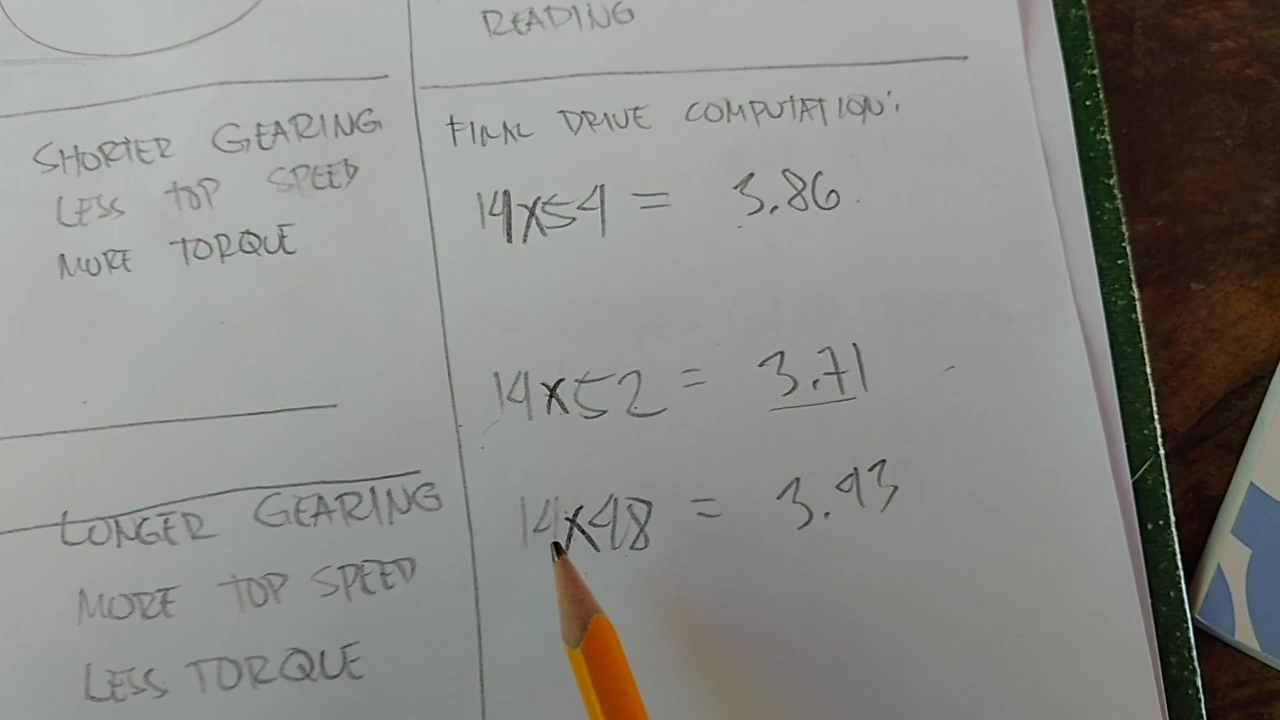 READING
SHORTER GEARING
LESS TOP SPEED
MORE TORQUE
FINAL DRIVE COMPUTATION:
14x54 = 3.86
14x52 = 3.71
14x48 = 3.43
LONGER GEARING
MORE TOP SPEED
LESS TORQUE